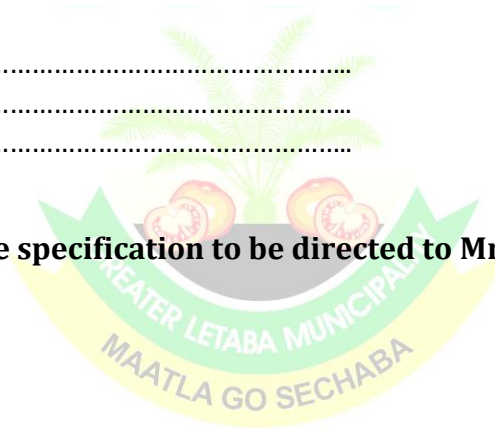 ……………………………………………...
……………………………………………...
……………………………………………...
e specification to be directed to Mr
GREATER LETABA MUNICIPALITY
MAATLA GO SECHABA